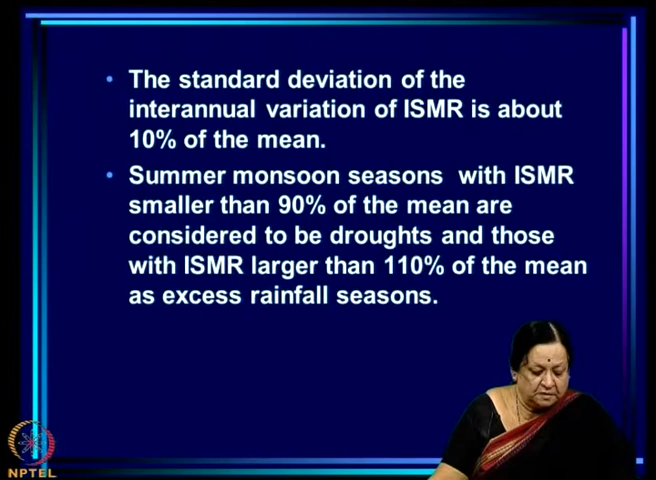 The standard deviation of the
interannual variation of ISMR is about
10% of the mean.
Summer monsoon seasons with ISMR
smaller than 90% of the mean are
considered to be droughts and those
with ISMR larger than 110% of the mean
as excess rainfall seasons.
NPTEL